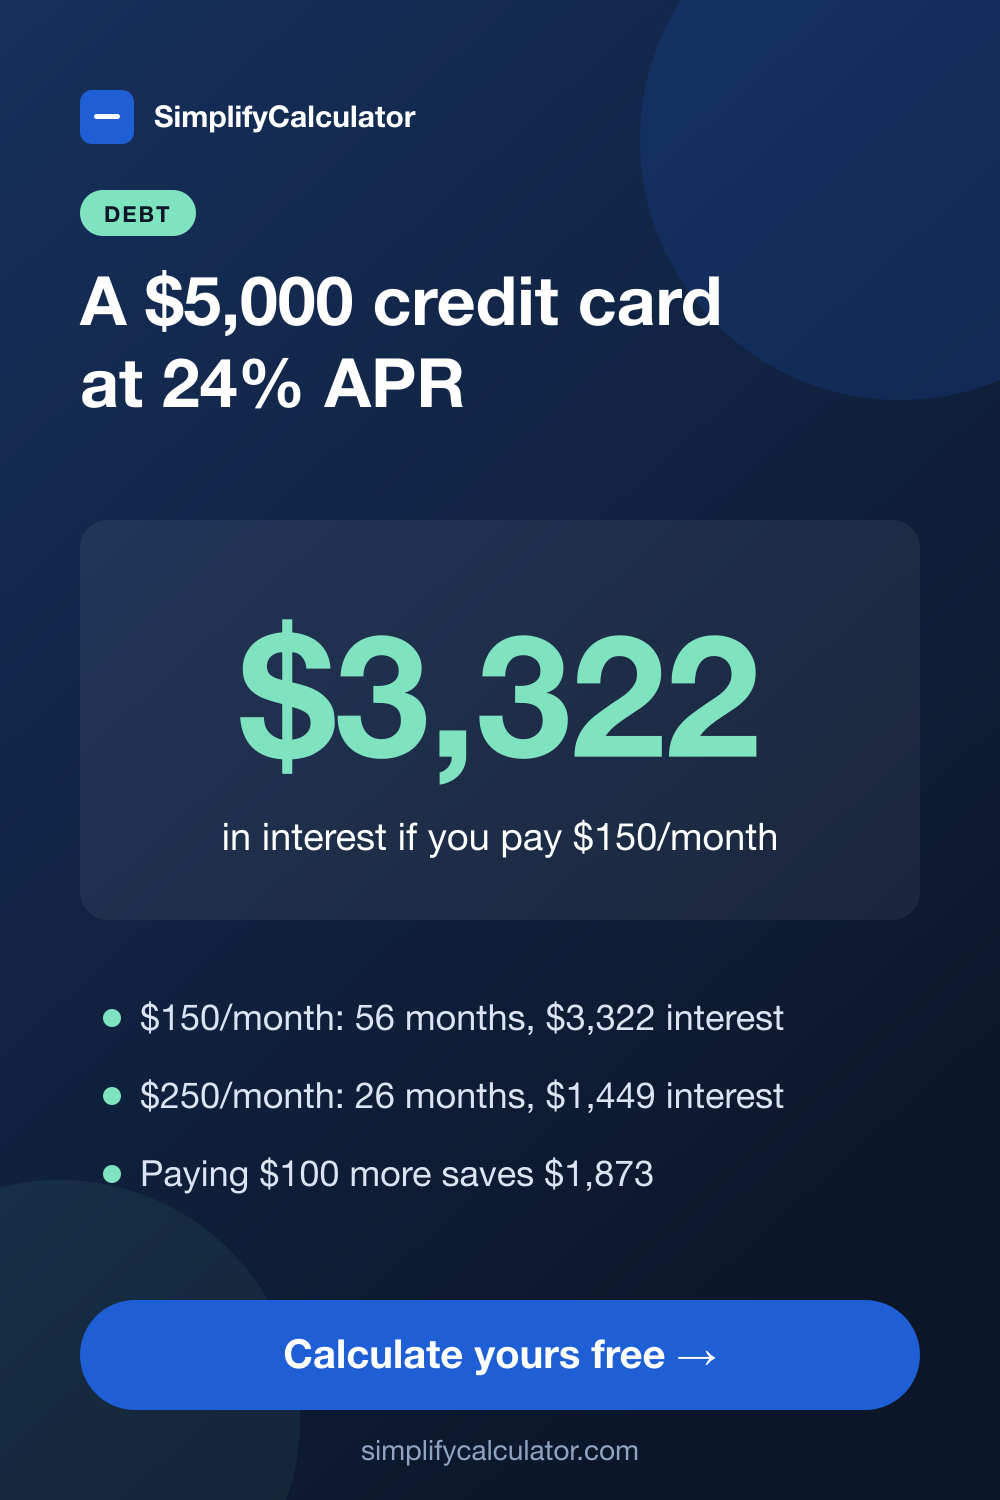 SimplifyCalculator
DEBT
A $5,000 credit card
at 24% APR
$3,322
in interest if you pay $150/month
$150/month: 56 months, $3,322 interest
$250/month: 26 months, $1,449 interest
Paying $100 more saves $1,873
Calculate yours free →
simplifycalculator.com